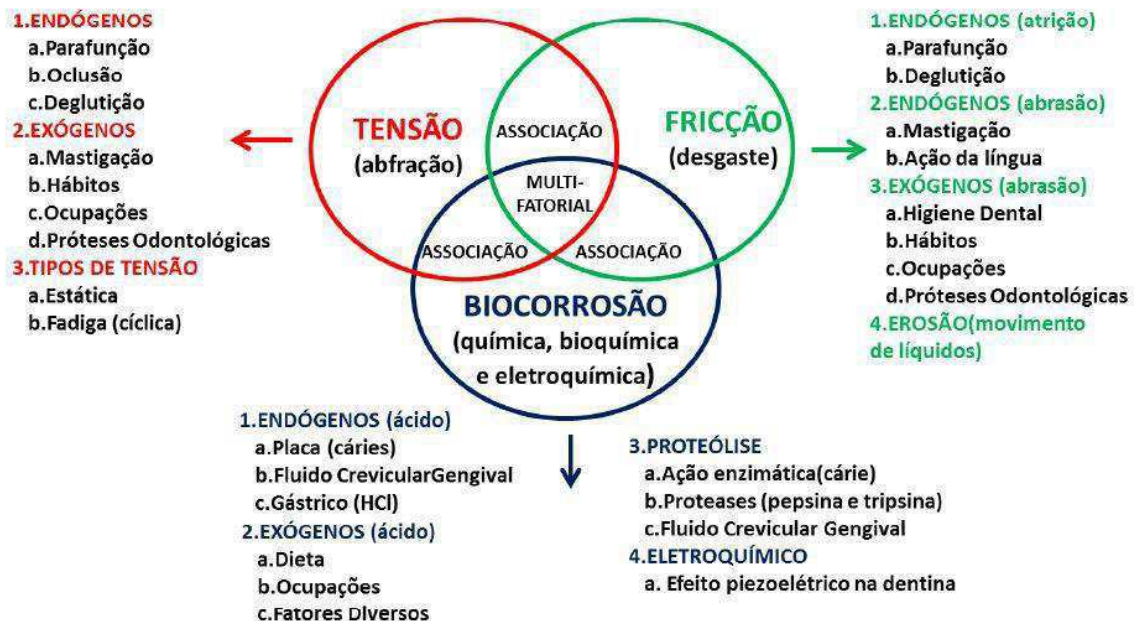 1.ENDÓGENOS
a.Parafunção
b.Oclusão
c.Deglutição
2.EXÓGENOS
a.Mastigação
b.Hábitos
c.Ocupações
d.Próteses Odontológicas
3.TIPOS DE TENSÃO
a.Estática
b.Fadiga (cíclica)
TENSÃO
(abfração)
ASSOCIAÇÃO
FRICÇÃO
(desgaste)
MULTI-
FATORIAL
ASSOCIAÇÃO
ASSOCIAÇÃO
BIOCORROSÃO
(química, bioquímica
e eletroquímica)
1.ENDÓGENOS (atrição)
a.Parafunção
b.Deglutição
2.ENDÓGENOS (abrasão)
a.Mastigação
b.Ação da língua
3.EXÓGENOS (abrasão)
a.Higiene Dental
b.Hábitos
c.Ocupações
d.Próteses Odontológicas
4.EROSÃO(movimento
de líquidos)
1.ENDÓGENOS (ácido)
a.Placa (cáries)
b.Fluido CrevicularGengival
c.Gástrico (HCl)
2.EXÓGENOS (ácido)
a.Dieta
b.Ocupações
c.Fatores Diversos
3.PROTEÓLISE
a.Ação enzimática(cárie)
b.Proteases (pepsina e tripsina)
c.Fluido Crevicular Gengival
4.ELETROQUÍMICO
a. Efeito piezoelétrico na dentina